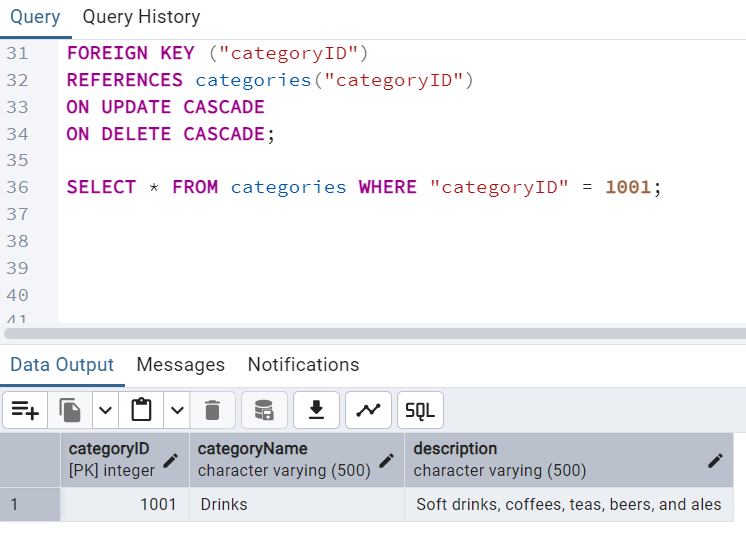 Query Query History
31 FOREIGN KEY ("categoryID")
32 REFERENCES categories("categoryID")
33 ON UPDATE CASCADE
34 ON DELETE CASCADE;
35
36 SELECT * FROM categories WHERE "categoryID" = 1001;
37
38
39
40
41
Data Output Messages Notifications
SQL
categoryID categoryName description
[PK] integer character varying (500) character varying (500)
1 1001 Drinks Soft drinks, coffees, teas, beers, and ales